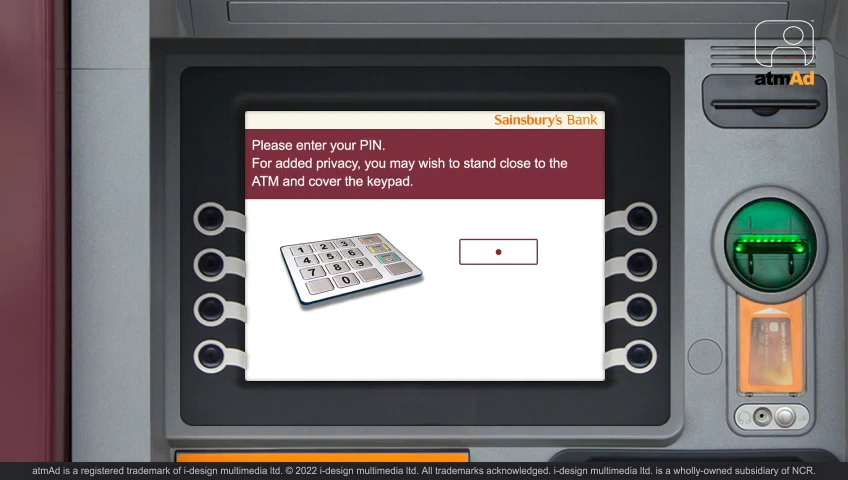 atmAd
Sainsbury's Bank
Please enter your PIN.
For added privacy, you may wish to stand close to the
ATM and cover the keypad.
1 2 3
4 5 6
7 8 9
0
atmAd is a registered trademark of i-design multimedia ltd. © 2022 i-design multimedia ltd. All trademarks acknowledged. i-design multimedia ltd. is a wholly-owned subsidiary of NCR.